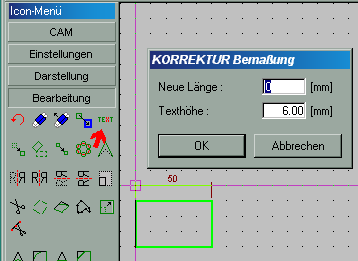 Icon-Menü
CAM
Einstellungen
Darstellung
Bearbeitung
TEXT
KORREKTUR Bemaßung
Neue Länge : 0 [mm]
Texthöhe : 6.00 [mm]
OK Abbrechen
50